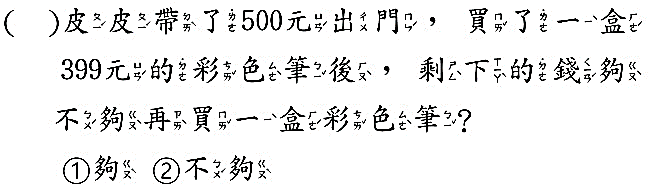 ( )皮皮帶了500元出門， 買了一盒
399元的彩色筆後， 剩下的錢夠
不夠再買一盒彩色筆?
①夠 ②不夠